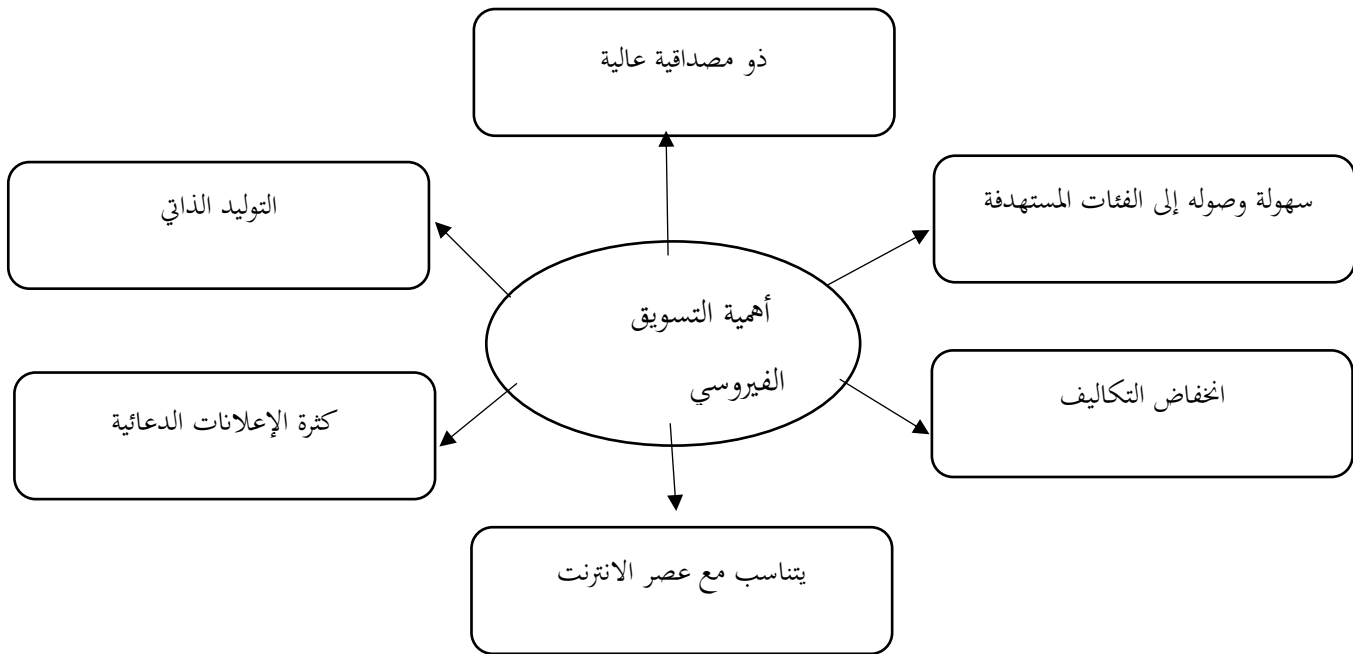 ذو مصداقية عالية
سهولة وصوله إلى الفئات المستهدفة
التوليد الذاتي
أهمية التسويق
الفيروسي
انخفاض التكاليف
كثرة الإعلانات الدعائية
يتناسب مع عصر الانترنت